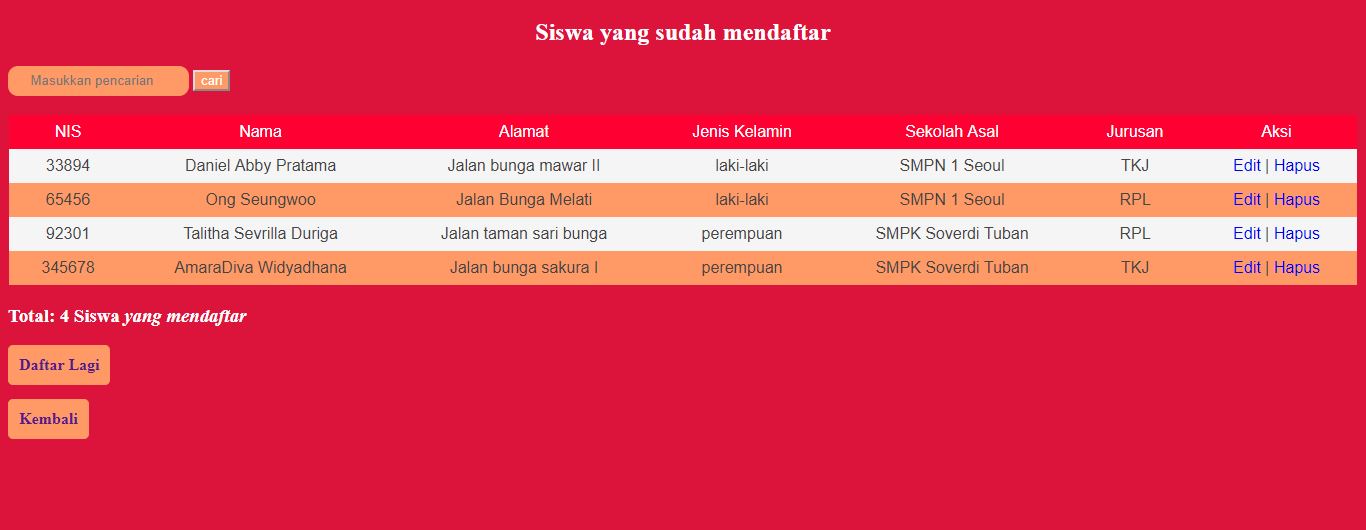 Siswa yang sudah mendaftar
Masukkan pencarian cari
NIS Nama Alamat Jenis Kelamin Sekolah Asal Jurusan Aksi
33894 Daniel Abby Pratama Jalan bunga mawar II laki-laki SMPN 1 Seoul TKJ Edit | Hapus
65456 Ong Seungwoo Jalan Bunga Melati laki-laki SMPN 1 Seoul RPL Edit | Hapus
92301 Talitha Sevrilla Duriga Jalan taman sari bunga perempuan SMPK Soverdi Tuban RPL Edit | Hapus
345678 AmaraDiva Widyadhana Jalan bunga sakura I perempuan SMPK Soverdi Tuban TKJ Edit | Hapus
Total: 4 Siswa yang mendaftar
Daftar Lagi
Kembali